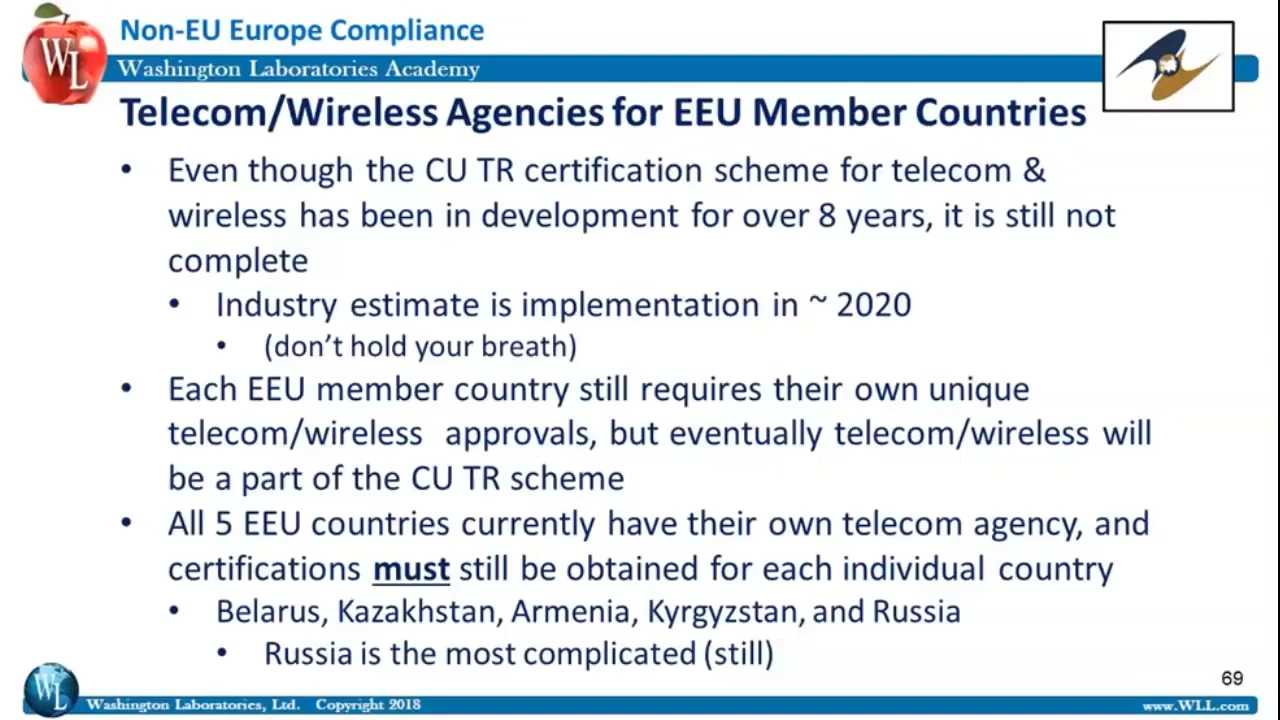 Non-EU Europe Compliance
WL
Washington Laboratories Academy
Telecom/Wireless Agencies for EEU Member Countries
• Even though the CU TR certification scheme for telecom &
wireless has been in development for over 8 years, it is still not
complete
• Industry estimate is implementation in ~ 2020
• (don't hold your breath)
• Each EEU member country still requires their own unique
telecom/wireless approvals, but eventually telecom/wireless will
be a part of the CU TR scheme
• All 5 EEU countries currently have their own telecom agency, and
certifications must still be obtained for each individual country
• Belarus, Kazakhstan, Armenia, Kyrgyzstan, and Russia
• Russia is the most complicated (still)
69
WL
Washington Laboratories, Ltd. Copyright 2018
www.WLL.com